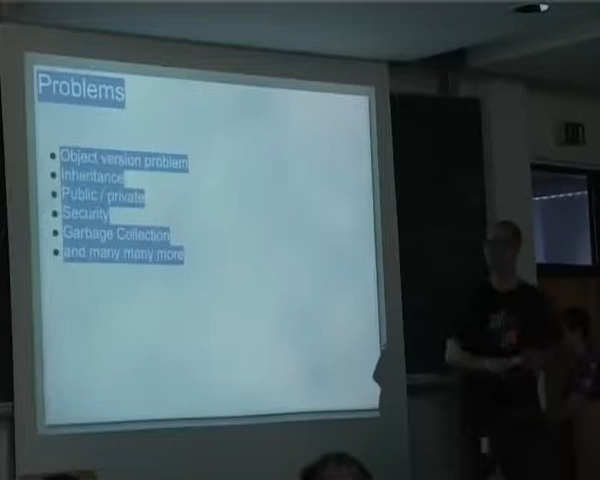 Problems
Object version problem
Inheritance
Public / private
Security
Garbage Collection
and many many more